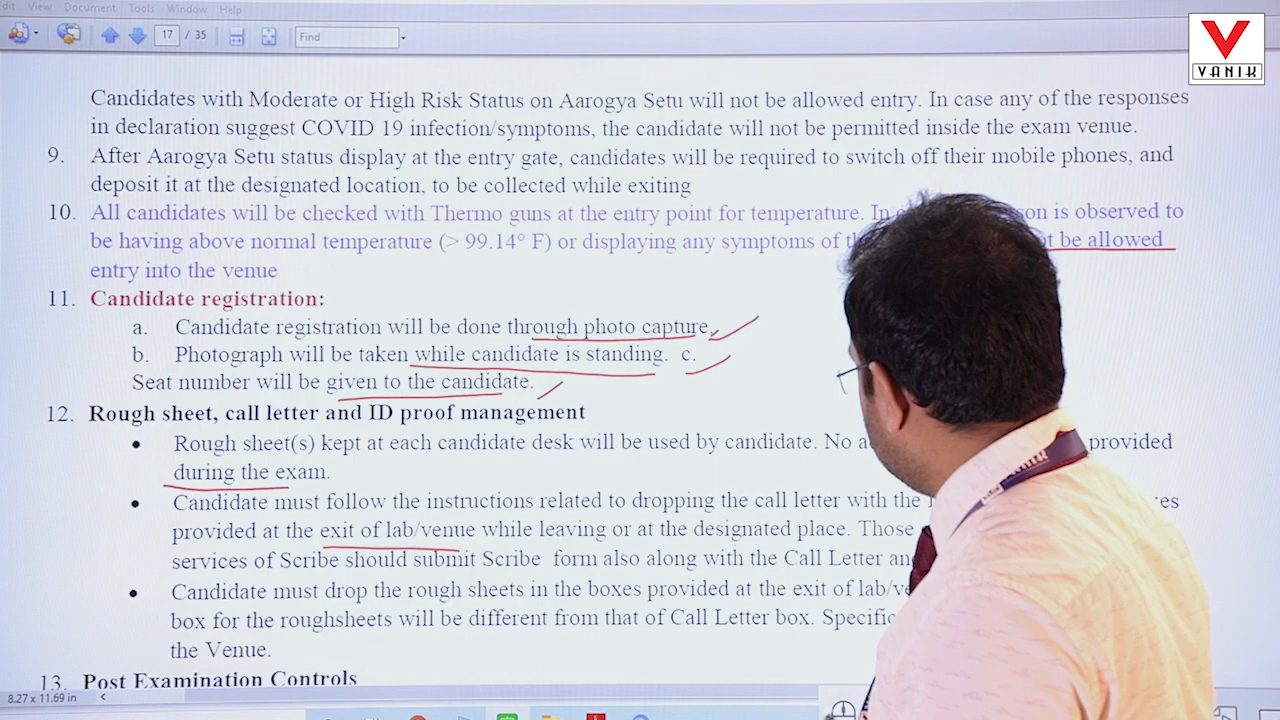 Edit View Document Tools Window Help
17 / 35 Find
VANIK
Candidates with Moderate or High Risk Status on Aarogya Setu will not be allowed entry. In case any of the responses
in declaration suggest COVID 19 infection/symptoms, the candidate will not be permitted inside the exam venue.
9. After Aarogya Setu status display at the entry gate, candidates will be required to switch off their mobile phones, and
deposit it at the designated location, to be collected while exiting
10. All candidates will be checked with Thermo guns at the entry point for temperature. In is observed to
be having above normal temperature (> 99.14° F) or displaying any symptoms of be allowed
entry into the venue
11. Candidate registration:
a. Candidate registration will be done through photo capture.
b. Photograph will be taken while candidate is standing. c.
Seat number will be given to the candidate.
12. Rough sheet, call letter and ID proof management
• Rough sheet(s) kept at each candidate desk will be used by candidate. No provided
during the exam.
• Candidate must follow the instructions related to dropping the call letter with the
provided at the exit of lab/venue while leaving or at the designated place. Those
services of Scribe should submit Scribe form also along with the Call Letter
• Candidate must drop the rough sheets in the boxes provided at the exit of
box for the roughsheets will be different from that of Call Letter box.
the Venue.
13. Post Examination Controls
8.27 x 11.69 in